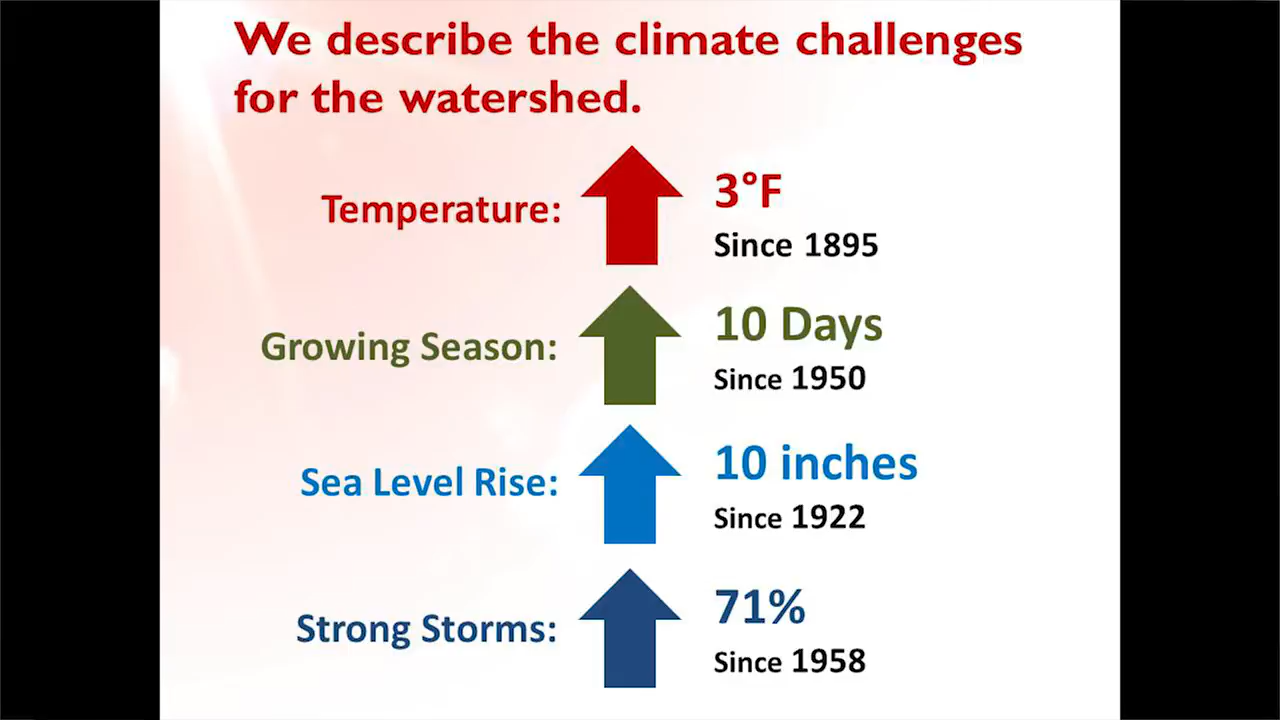 We describe the climate challenges
for the watershed.
Temperature:
3°F
Since 1895
Growing Season:
10 Days
Since 1950
Sea Level Rise:
10 inches
Since 1922
Strong Storms:
71%
Since 1958